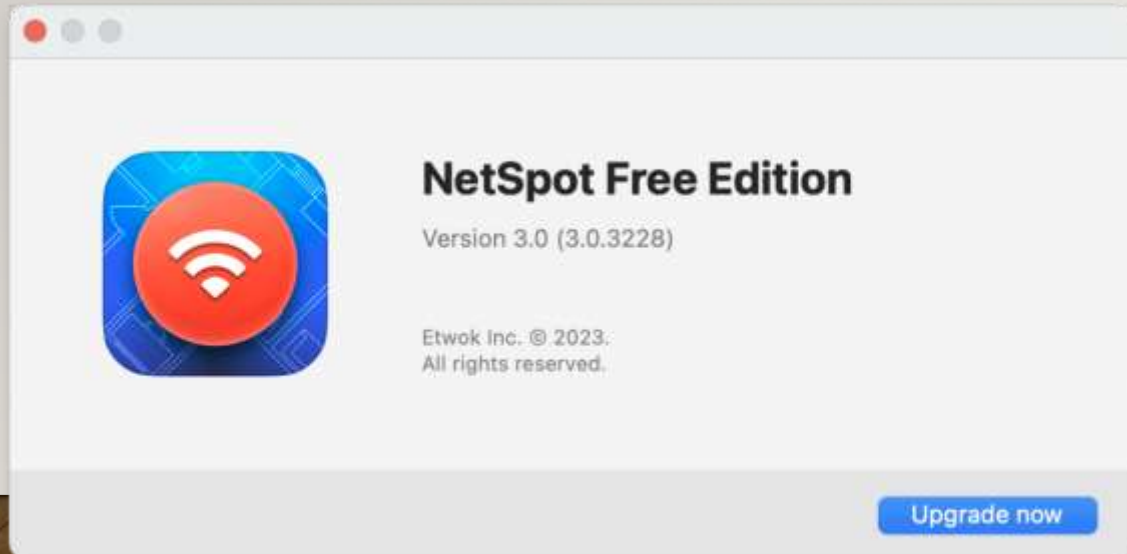 NetSpot Free Edition
Version 3.0 (3.0.3228)
Etwok Inc. © 2023.
All rights reserved.
Upgrade now